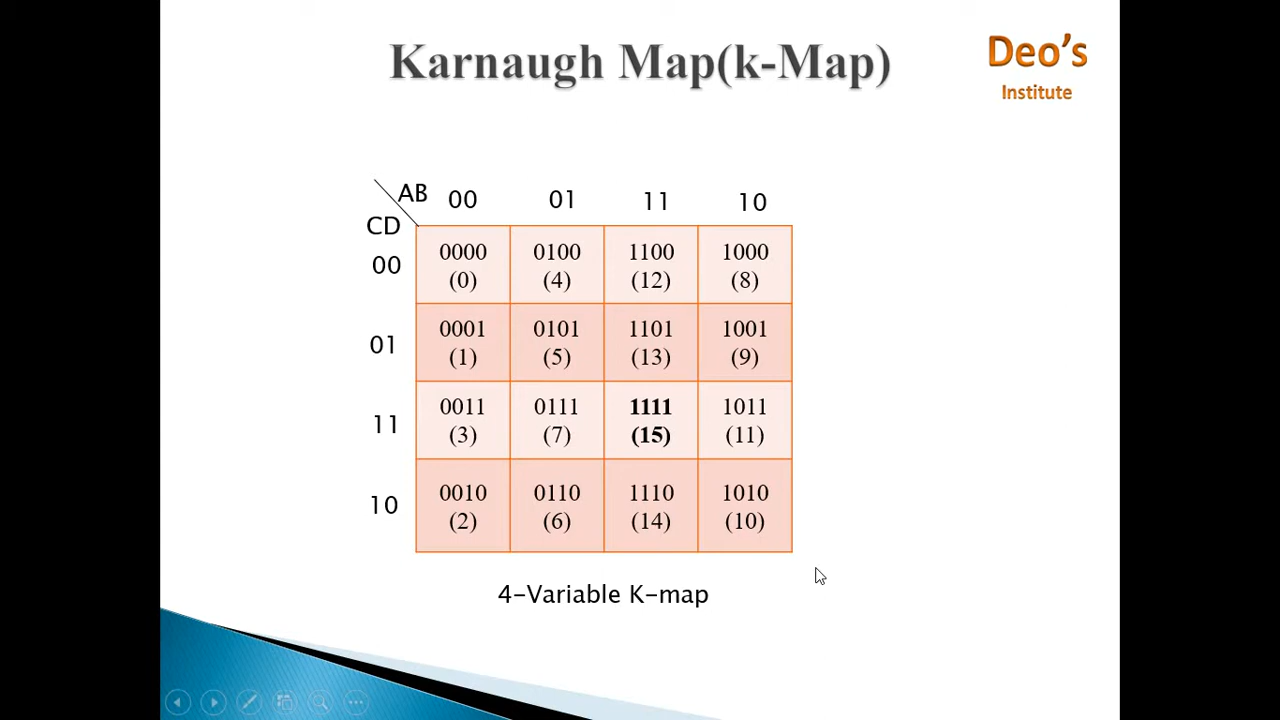 Karnaugh Map(k-Map)
Deo's
Institute
AB
00 01 11 10
CD
00
0000 0100 1100 1000
(0) (4) (12) (8)
01
0001 0101 1101 1001
(1) (5) (13) (9)
11
0011 0111 1111 1011
(3) (7) (15) (11)
10
0010 0110 1110 1010
(2) (6) (14) (10)
4-Variable K-map